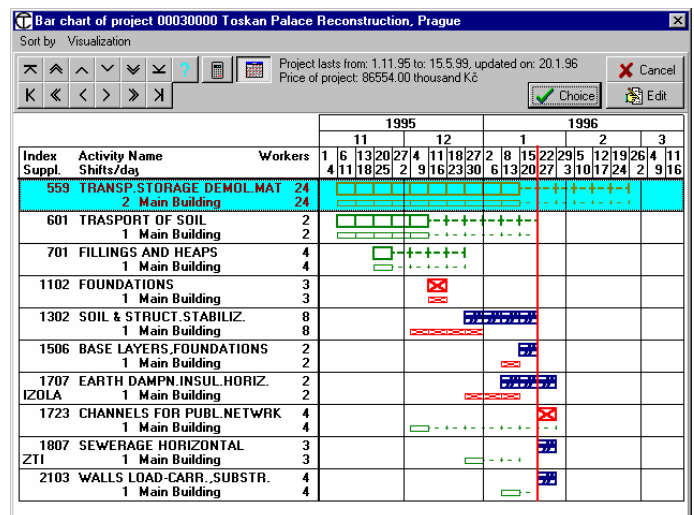 Bar chart of project 00030000 Toskan Palace Reconstruction, Prague
Sort by Visualization
Project lasts from: 1.11.95 to: 15.5.99, updated on: 20.1.96
Price of project: 86554.00 thousand Kč
?
Cancel
Choice
Edit
1995 1996
11 12 1 2 3
Index Activity Name Workers 1 6 13 20 27 4 11 18 27 2 8 15 22 29 5 12 19 26 4 11
Suppl. Shifts/day 4 11 18 25 2 9 16 23 30 6 13 20 27 3 10 17 24 2 9 16
559 TRANSP.STORAGE DEMOL.MAT 24
2 Main Building 24
601 TRASPORT OF SOIL 2
1 Main Building 2
701 FILLINGS AND HEAPS 4
1 Main Building 4
1102 FOUNDATIONS 3
1 Main Building 3
1302 SOIL & STRUCT.STABILIZ. 8
1 Main Building 8
1506 BASE LAYERS,FOUNDATIONS 2
1 Main Building 2
1707 EARTH DAMPN.INSUL.HORIZ. 2
IZOLA 1 Main Building 2
1723 CHANNELS FOR PUBL.NETWRK 4
1 Main Building 4
1807 SEWERAGE HORIZONTAL 3
ZTI 1 Main Building 3
2103 WALLS LOAD-CARR.,SUBSTR. 4
1 Main Building 4